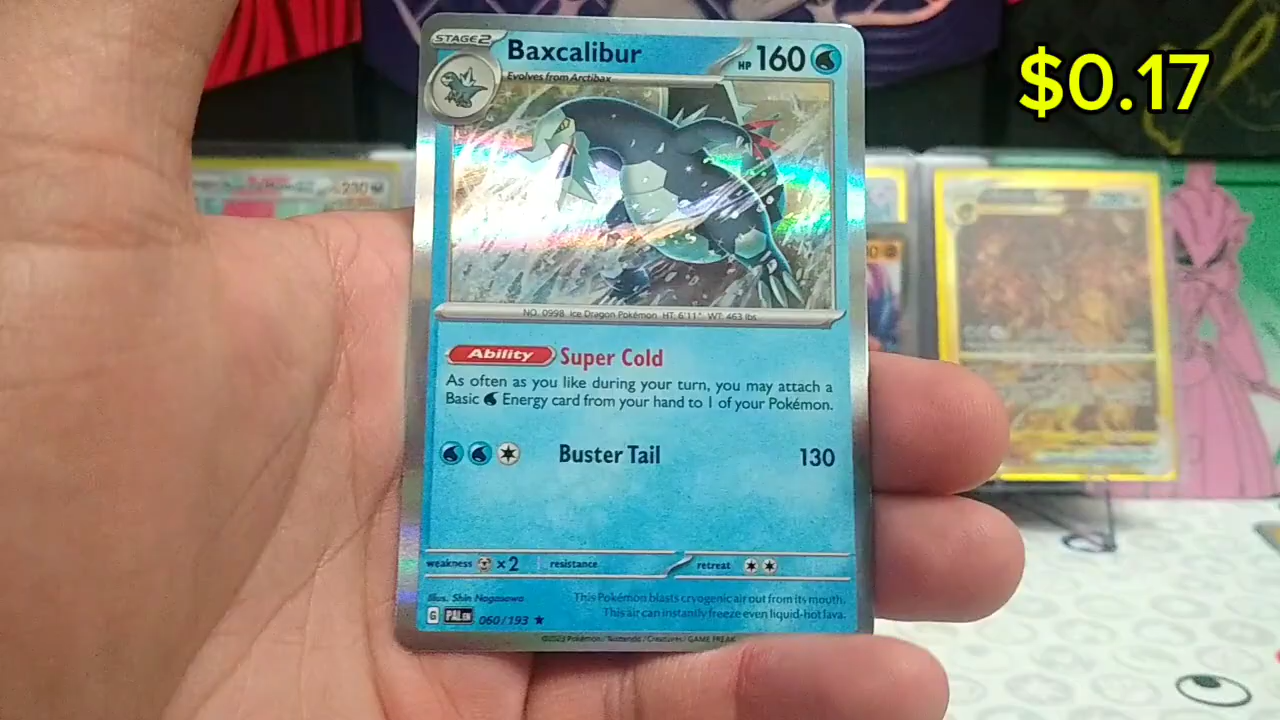 $0.17
STAGE2
Baxcalibur
HP 160
Evolves from Arctibax
NO. 0998 Ice Dragon Pokémon HT: 6'11" WT: 463 lbs
Ability Super Cold
As often as you like during your turn, you may attach a
Basic Energy card from your hand to 1 of your Pokémon.
Buster Tail 130
weakness ×2 resistance retreat
Illus. Shin Nagasawa
This Pokémon blasts cryogenic air out from its mouth.
This air can instantly freeze even liquid-hot lava.
G PAL EN 060/193 ★
©2023 Pokémon / Nintendo / Creatures / GAME FREAK
230